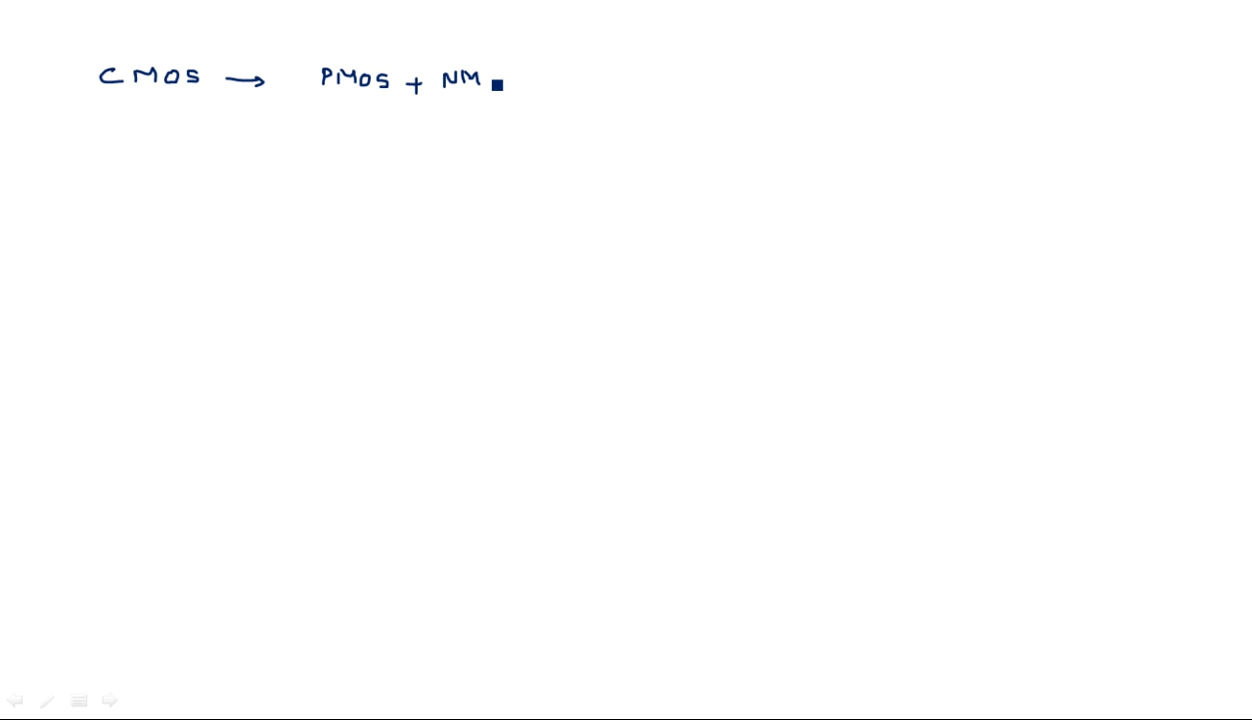 CMOS → PMOS + NM